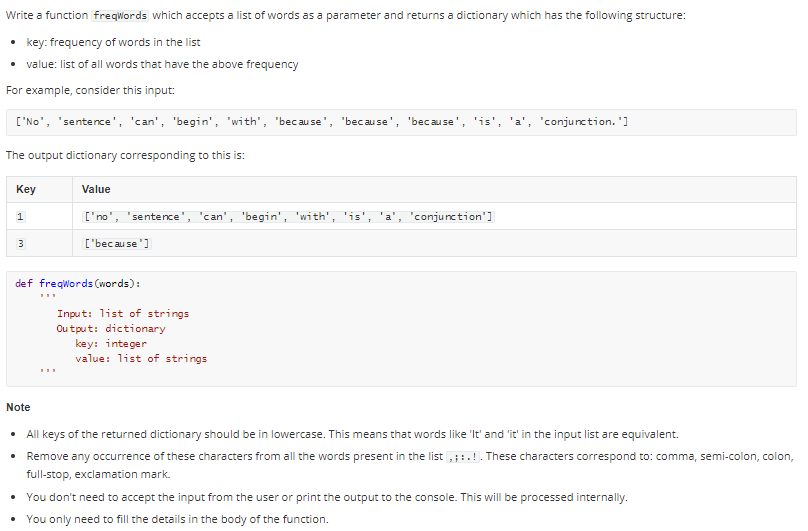 Write a function freqWords which accepts a list of words as a parameter and returns a dictionary which has the following structure:
• key: frequency of words in the list
• value: list of all words that have the above frequency
For example, consider this input:
['No', 'sentence', 'can', 'begin', 'with', 'because', 'because', 'because', 'is', 'a', 'conjunction.']
The output dictionary corresponding to this is:
Key Value
1 ['no', 'sentence', 'can', 'begin', 'with', 'is', 'a', 'conjunction']
3 ['because']
def freqWords(words):
'''
Input: list of strings
Output: dictionary
key: integer
value: list of strings
'''
Note
• All keys of the returned dictionary should be in lowercase. This means that words like 'It' and 'it' in the input list are equivalent.
• Remove any occurrence of these characters from all the words present in the list ,;:.! . These characters correspond to: comma, semi-colon, colon,
full-stop, exclamation mark.
• You don't need to accept the input from the user or print the output to the console. This will be processed internally.
• You only need to fill the details in the body of the function.